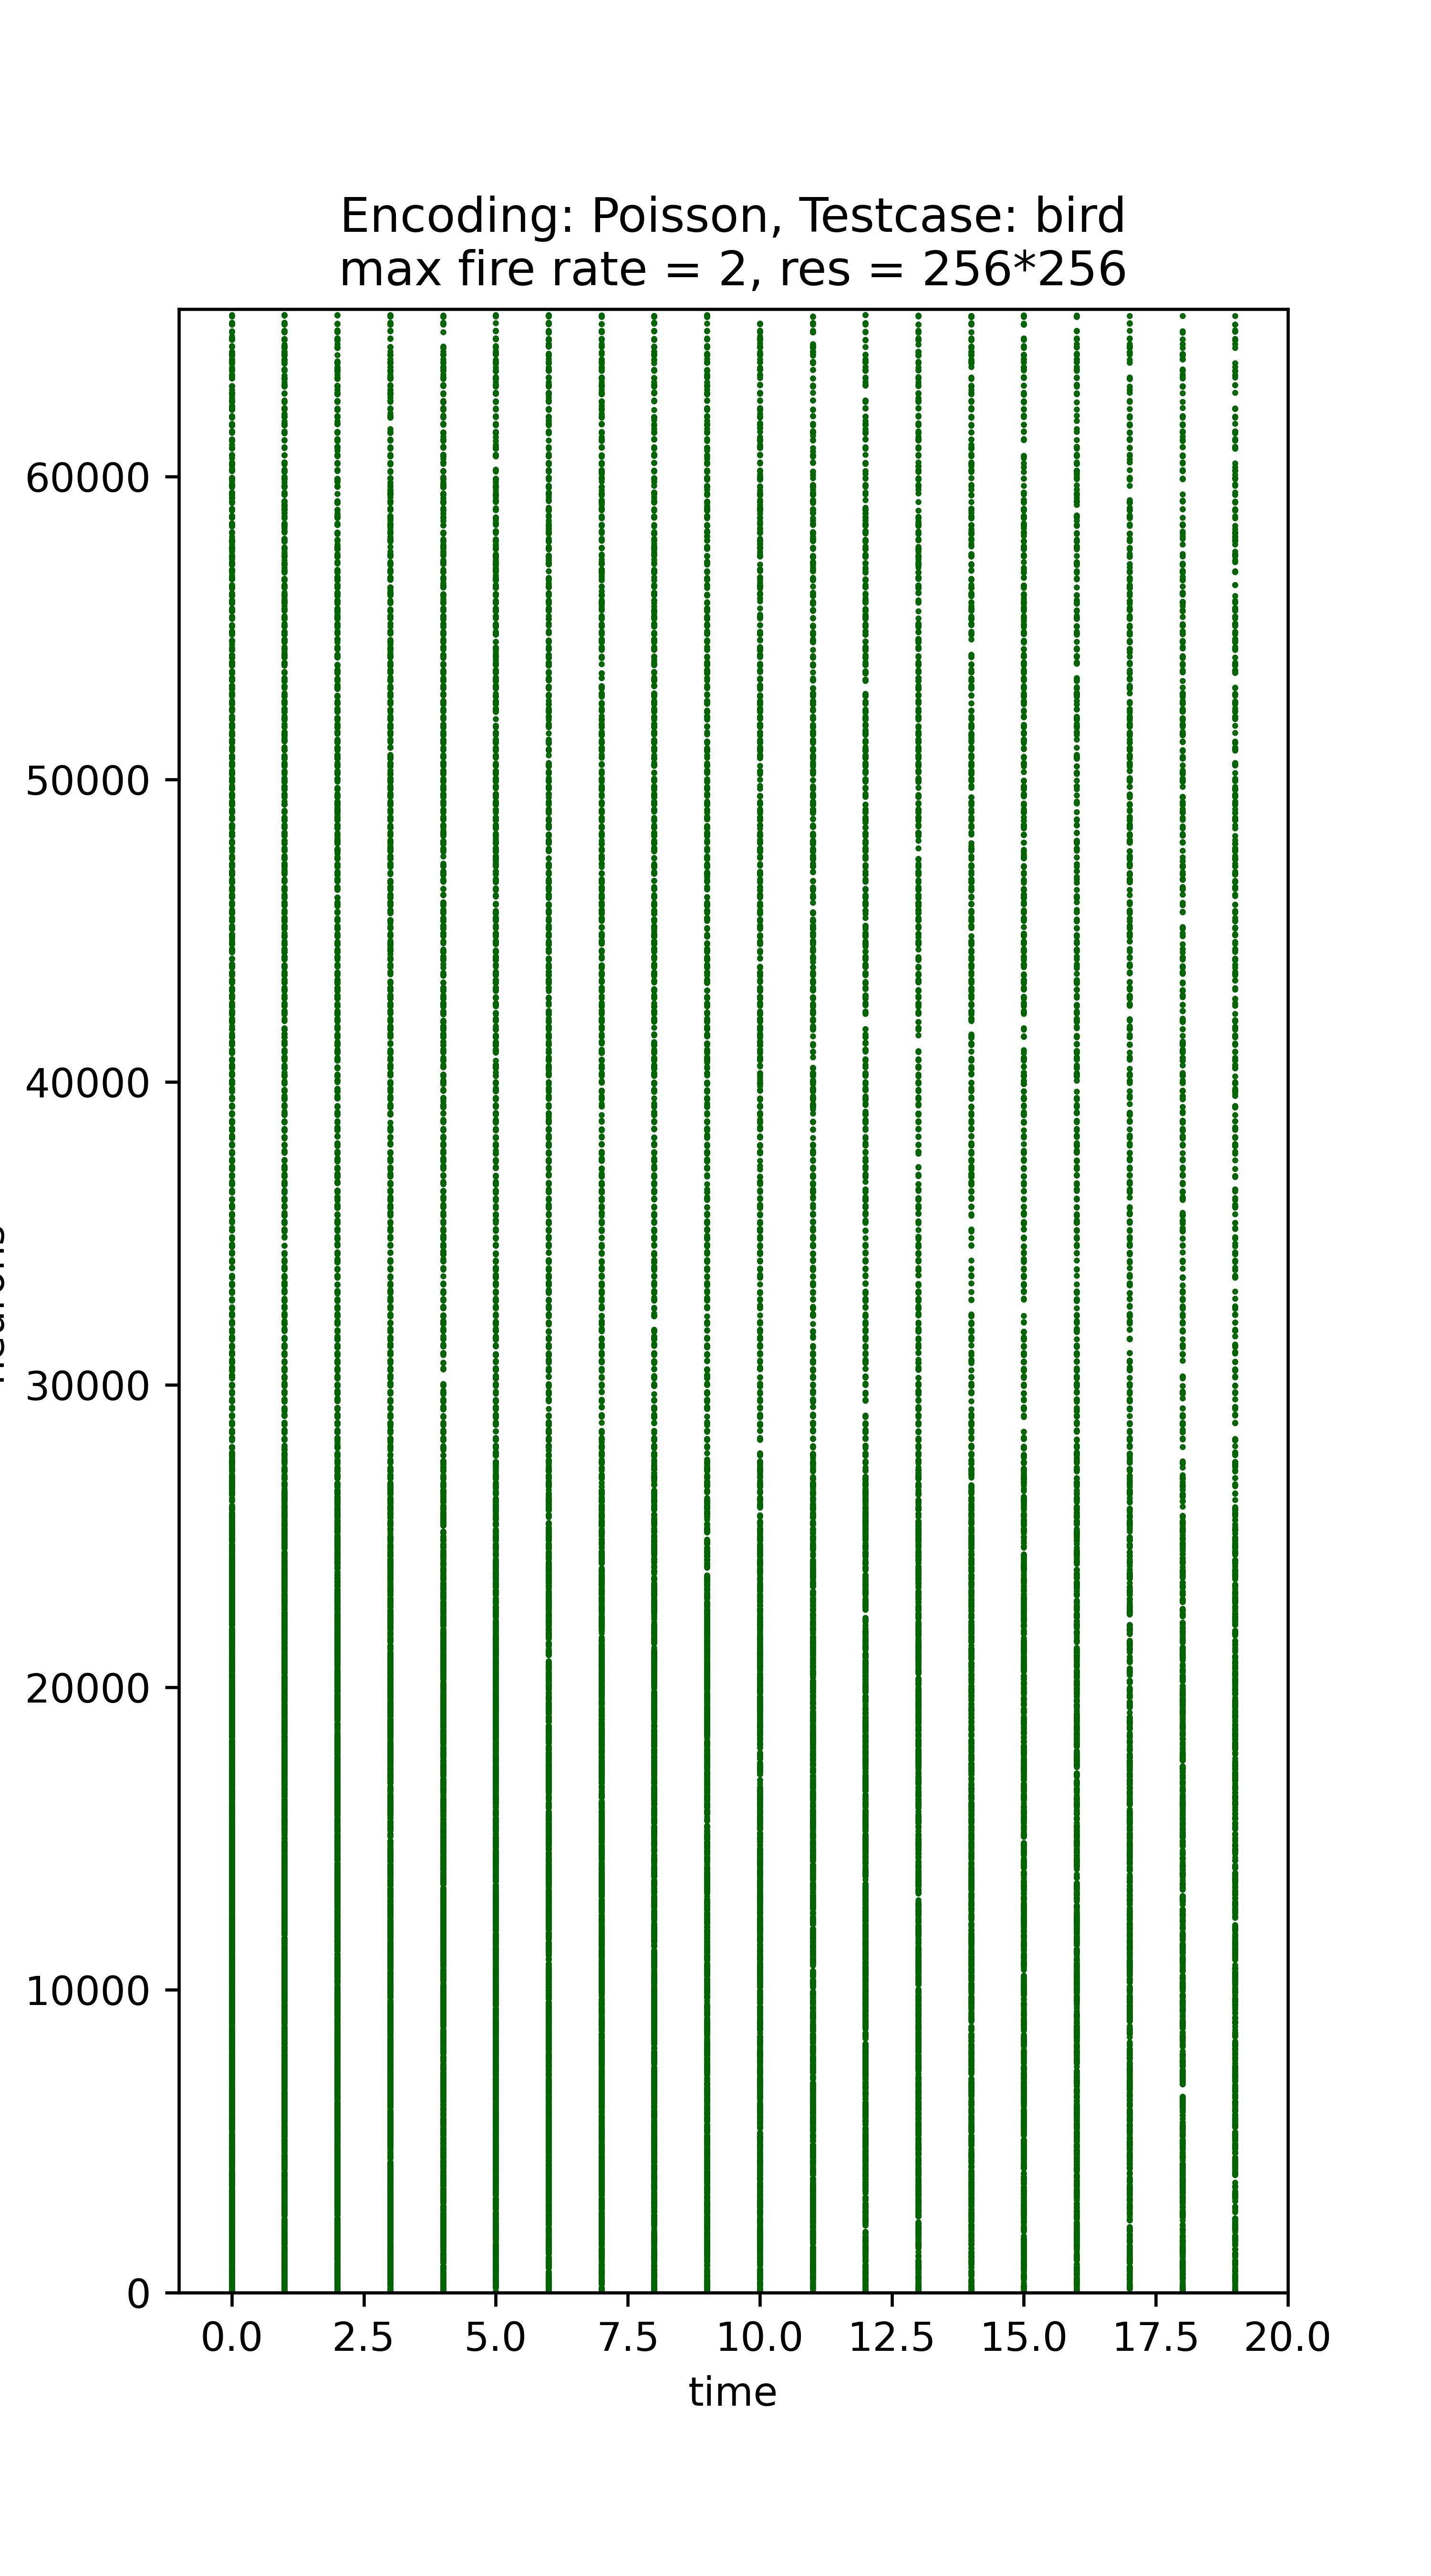 Encoding: Poisson, Testcase: bird
max fire rate = 2, res = 256*256
60000
50000
40000
30000
20000
10000
0
0.0 2.5 5.0 7.5 10.0 12.5 15.0 17.5 20.0
time